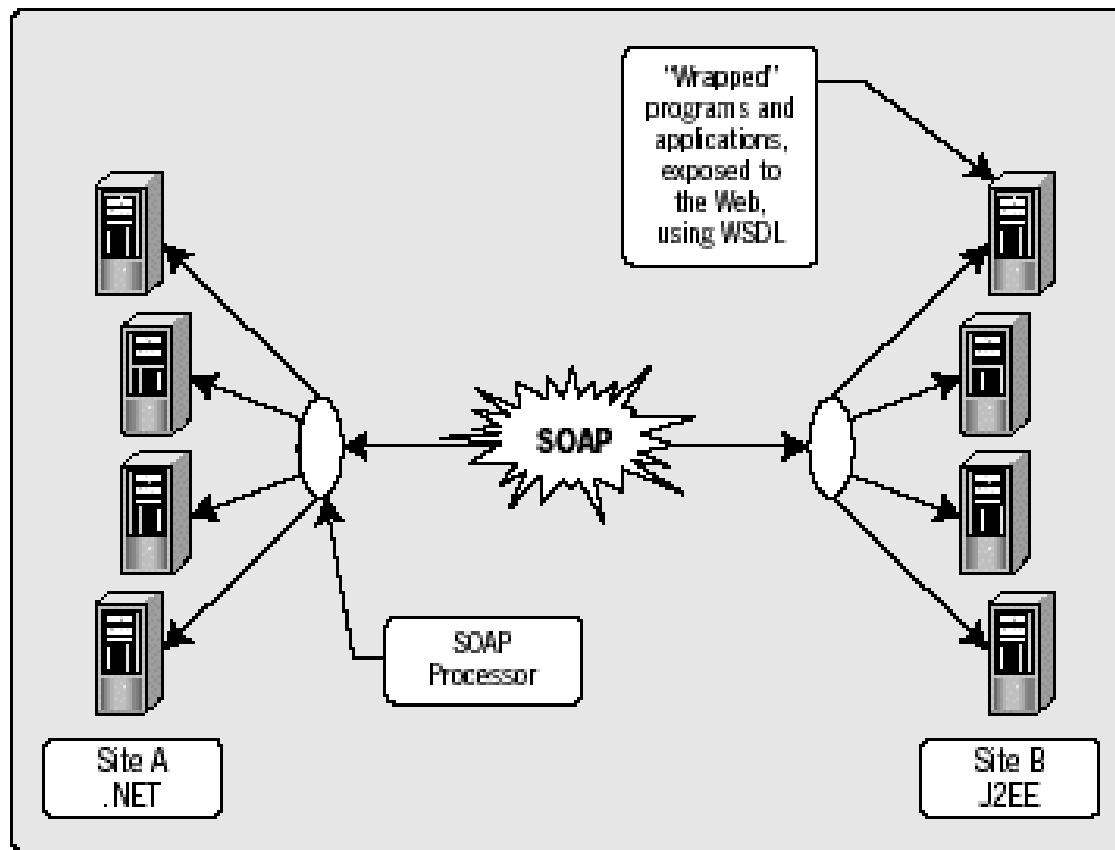 "Wrapped"
programs and
applications,
exposed to
the Web,
using WSDL
SOAP
SOAP
Processor
Site A
.NET
Site B
J2EE